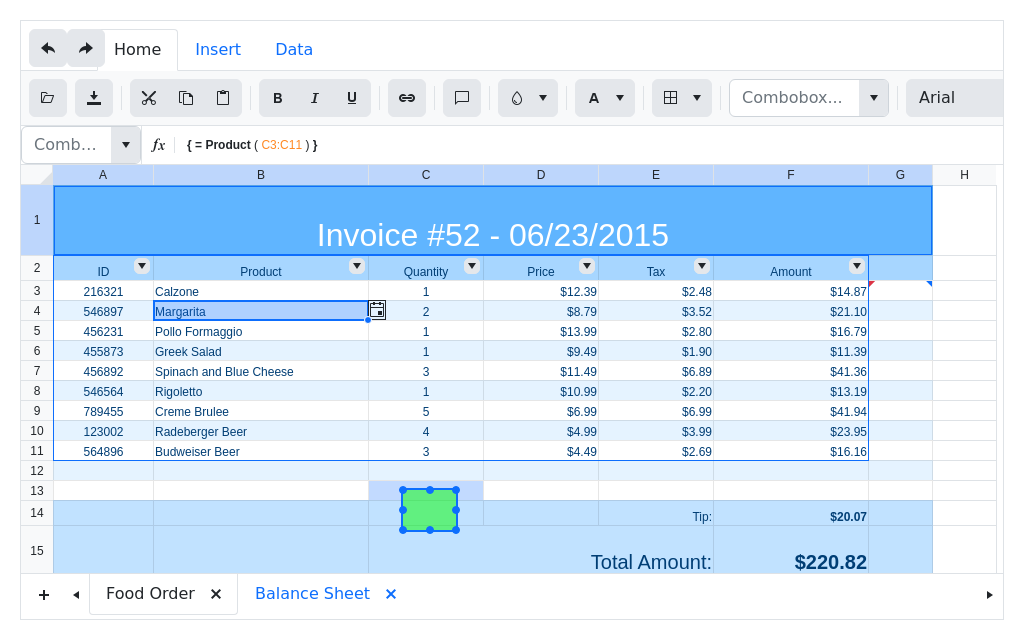 Home Insert Data
B I U A Combobox... Arial
Comb... fx { = Product ( C3:C11 ) }
A B C D E F G H
1 Invoice #52 - 06/23/2015
2 ID Product Quantity Price Tax Amount
3 216321 Calzone 1 $12.39 $2.48 $14.87
4 546897 Margarita 2 $8.79 $3.52 $21.10
5 456231 Pollo Formaggio 1 $13.99 $2.80 $16.79
6 455873 Greek Salad 1 $9.49 $1.90 $11.39
7 456892 Spinach and Blue Cheese 3 $11.49 $6.89 $41.36
8 546564 Rigoletto 1 $10.99 $2.20 $13.19
9 789455 Creme Brulee 5 $6.99 $6.99 $41.94
10 123002 Radeberger Beer 4 $4.99 $3.99 $23.95
11 564896 Budweiser Beer 3 $4.49 $2.69 $16.16
12
13
14 Tip: $20.07
15 Total Amount: $220.82
Food Order Balance Sheet